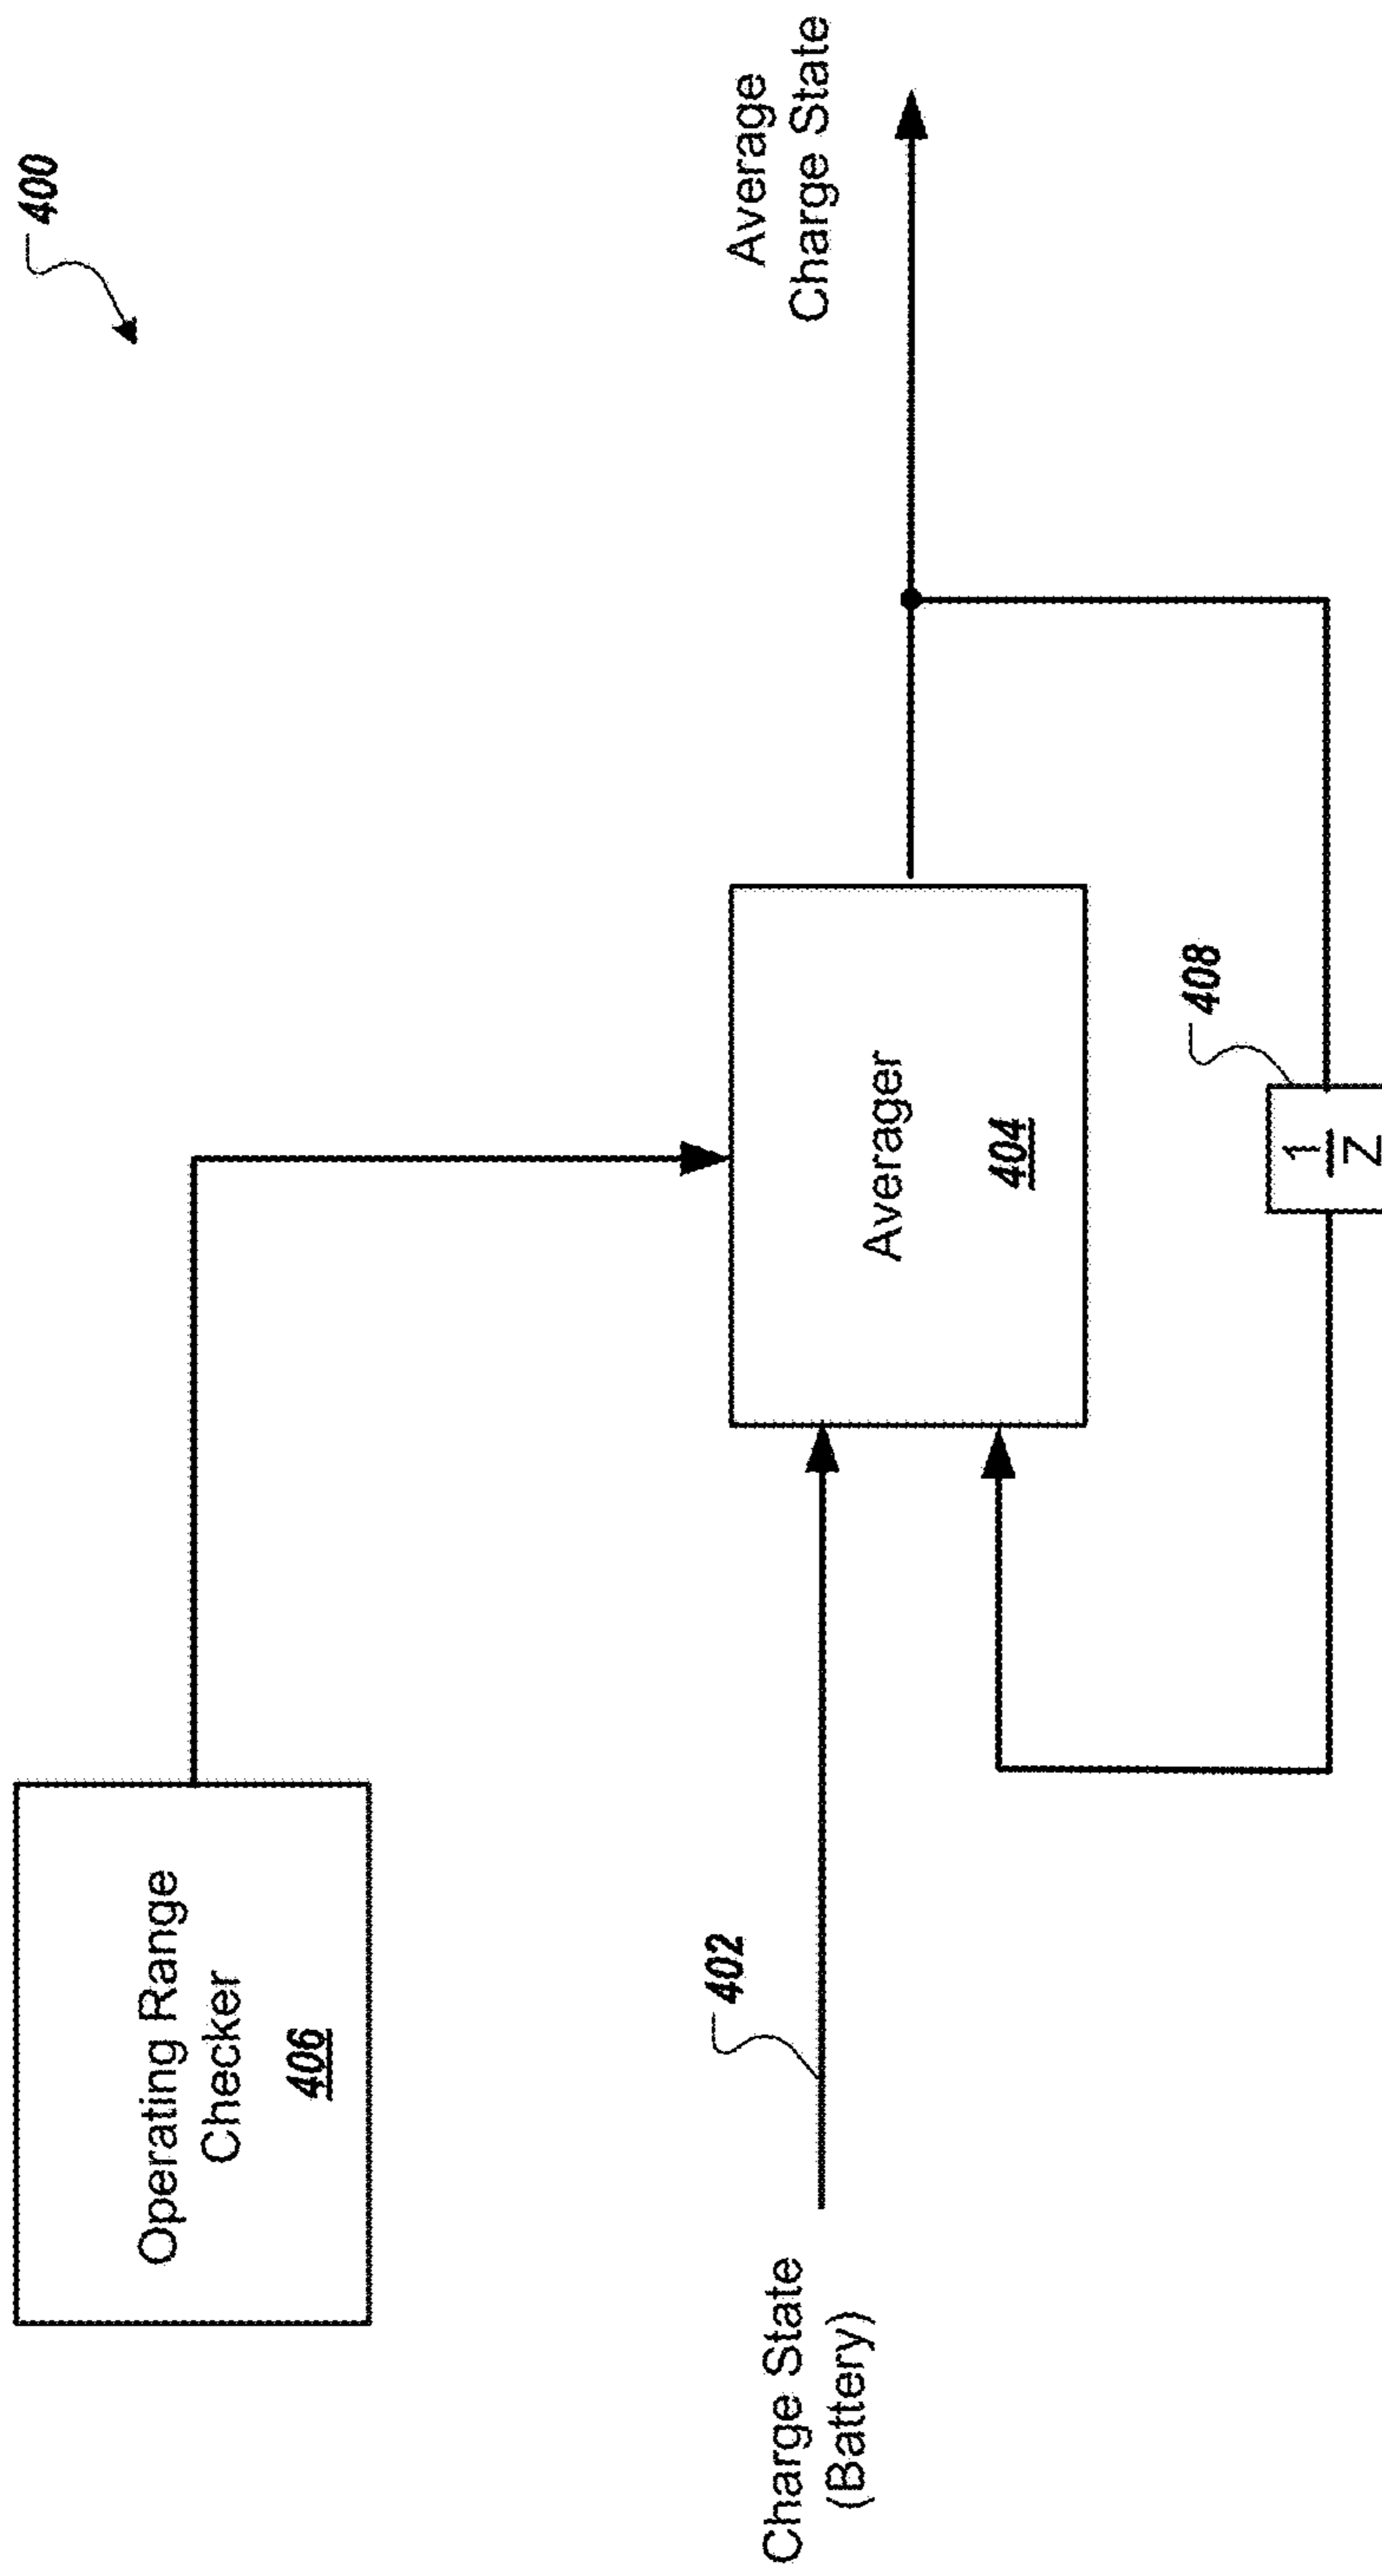 400
Operating Range
Checker
406
Average
Charge State
402
Charge State
(Battery)
Averager
404
408
1
Z